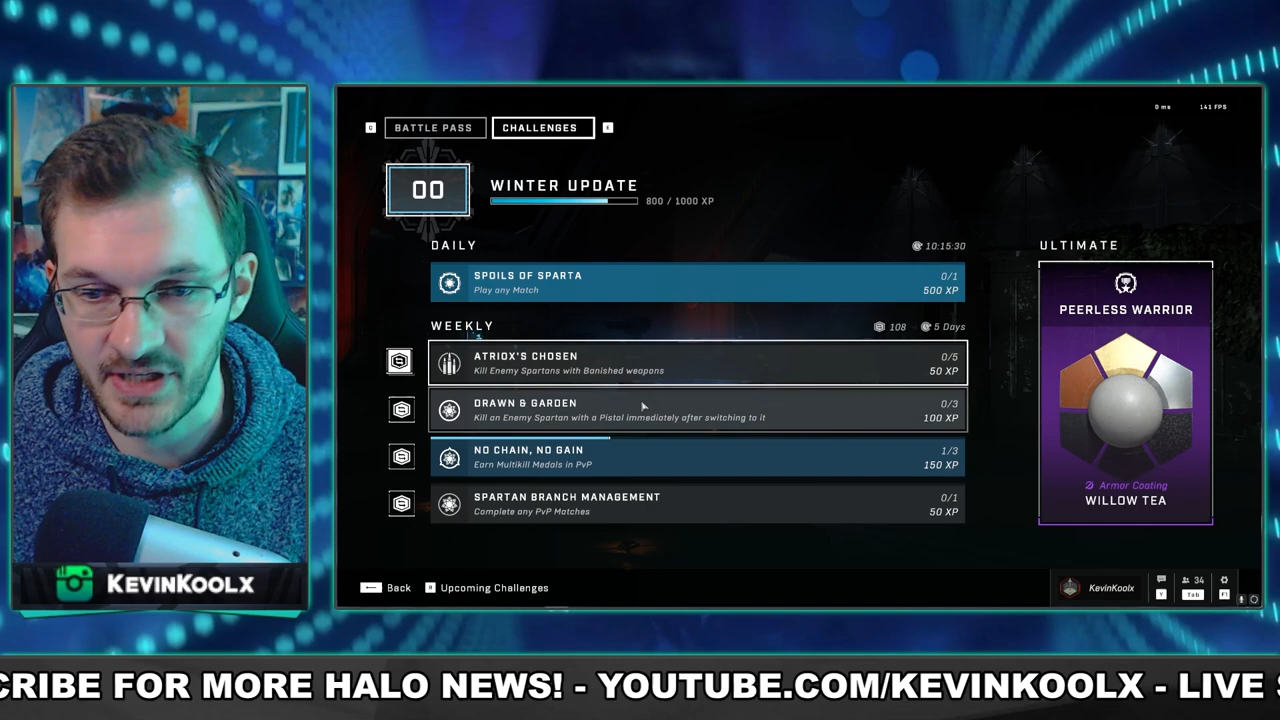 0 ms 141 FPS
Q BATTLE PASS CHALLENGES E
00 WINTER UPDATE
800 / 1000 XP
DAILY 10:15:30
SPOILS OF SPARTA 0/1
Play any Match 500 XP
WEEKLY 108 5 Days
ATRIOX'S CHOSEN 0/5
Kill Enemy Spartans with Banished weapons 50 XP
DRAWN & GARDEN 0/3
Kill an Enemy Spartan with a Pistol immediately after switching to it 100 XP
NO CHAIN, NO GAIN 1/3
Earn Multikill Medals in PvP 150 XP
SPARTAN BRANCH MANAGEMENT 0/1
Complete any PvP Matches 50 XP
ULTIMATE
PEERLESS WARRIOR
Armor Coating
WILLOW TEA
Back R Upcoming Challenges
KevinKoolx 34
Y Tab F1
KEVINKOOLX
CRIBE FOR MORE HALO NEWS! - YOUTUBE.COM/KEVINKOOLX - LIVE S